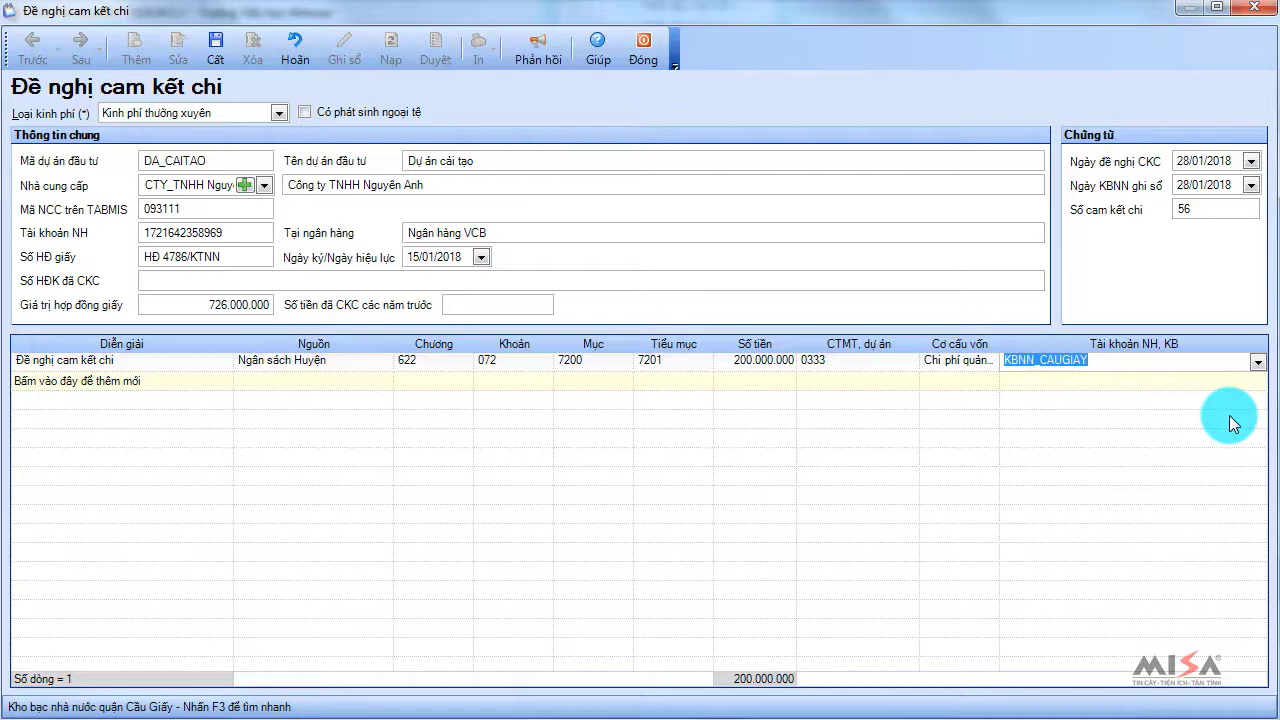 Đề nghị cam kết chi
Trước Sau Thêm Sửa Cất Xóa Hoãn Ghi sổ Nạp Duyệt In Phản hồi Giúp Đóng
Đề nghị cam kết chi
Loại kinh phí (*) Kinh phí thường xuyên Có phát sinh ngoại tệ
Thông tin chung
Mã dự án đầu tư DA_CAITAO Tên dự án đầu tư Dự án cải tạo
Nhà cung cấp CTY_TNHH Nguy Công ty TNHH Nguyên Anh
Mã NCC trên TABMIS 093111
Tài khoản NH 1721642358969 Tại ngân hàng Ngân hàng VCB
Số HĐ giấy HĐ 4786/KTNN Ngày ký/Ngày hiệu lực 15/01/2018
Số HĐK đã CKC
Giá trị hợp đồng giấy 726.000.000 Số tiền đã CKC các năm trước
Chứng từ
Ngày đề nghị CKC 28/01/2018
Ngày KBNN ghi sổ 28/01/2018
Số cam kết chi 56
Diễn giải Nguồn Chương Khoản Mục Tiểu mục Số tiền CTMT, dự án Cơ cấu vốn Tài khoản NH, KB
Đề nghị cam kết chi Ngân sách Huyện 622 072 7200 7201 200.000.000 0333 Chi phí quản... KBNN_CAUGIAY
Bấm vào đây để thêm mới
MISA
TIN CẬY-TIỆN ÍCH-TẬN TÌNH
Số dòng = 1 200.000.000
Kho bạc nhà nước quận Cầu Giấy - Nhấn F3 để tìm nhanh